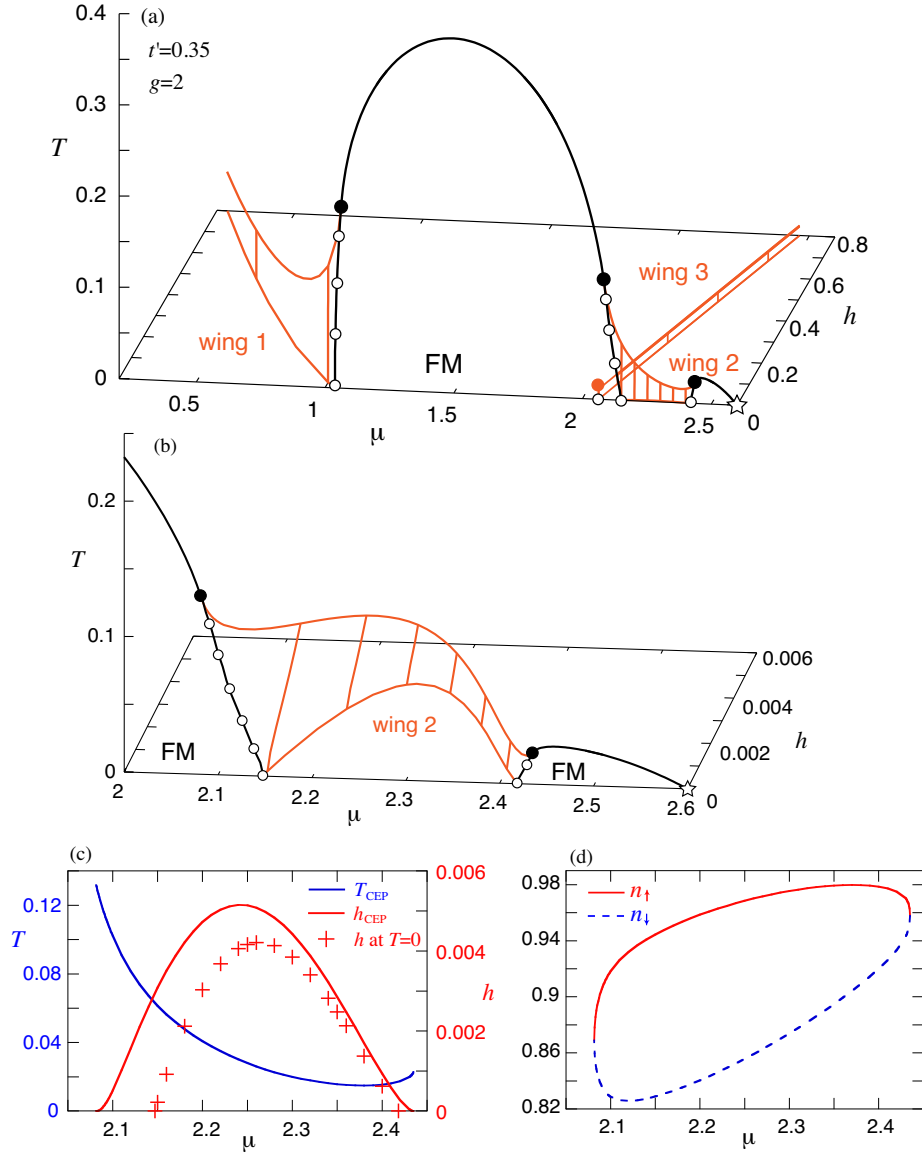 (a)
t'=0.35
g=2
T
0.4
0.3
0.2
0.1
0
0.5
1
1.5
2
2.5
μ
0.8
0.6
0.4
0.2
0
h
wing 1
FM
wing 3
wing 2
(b)
T
0.2
0.1
0
2
2.1
2.2
2.3
2.4
2.5
2.6
μ
0.006
0.004
0.002
0
h
FM
wing 2
FM
(c)
T
0.12
0.08
0.04
0
2.1
2.2
2.3
2.4
μ
0.006
0.004
0.002
0
h
T_CEP
h_CEP
h at T=0
(d)
0.98
0.94
0.9
0.86
0.82
2.1
2.2
2.3
2.4
μ
n↑
n↓